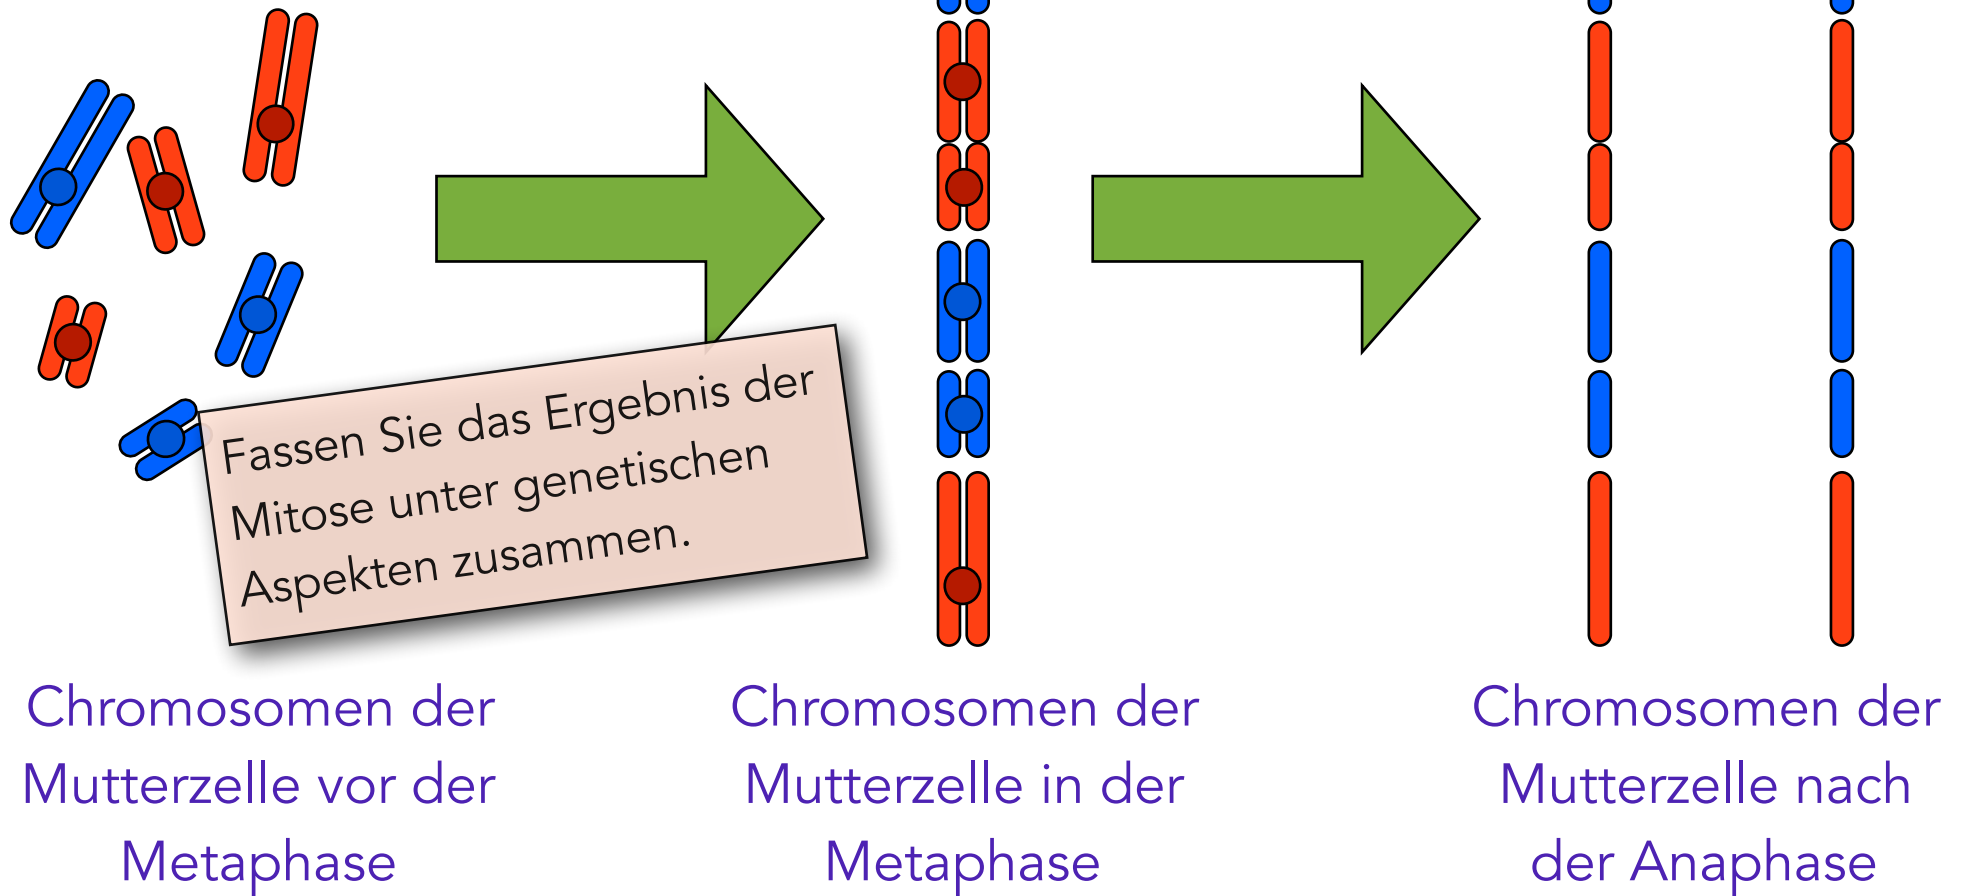 Fassen Sie das Ergebnis der
Mitose unter genetischen
Aspekten zusammen.
Chromosomen der
Mutterzelle vor der
Metaphase
Chromosomen der
Mutterzelle in der
Metaphase
Chromosomen der
Mutterzelle nach
der Anaphase